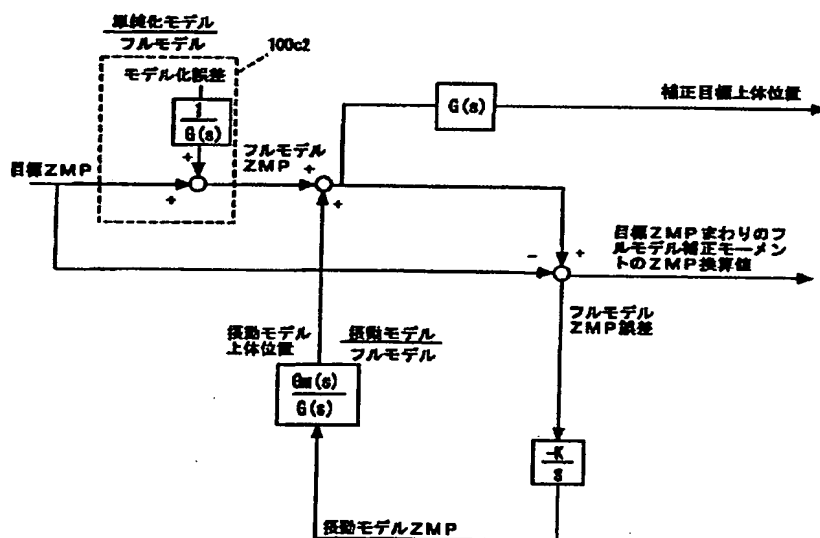 単純化モデル
フルモデル
100c2
モデル化誤差
1
G(s)
G(s)
補正目標上体位置
目標ZMP
+
+
フルモデル
ZMP
+
+
-
+
目標ZMPまわりのフ
ルモデル補正モーメン
トのZMP換算値
フルモデル
ZMP誤差
摂動モデル
上体位置
摂動モデル
フルモデル
Gm(s)
G(s)
-K
s
摂動モデルZMP